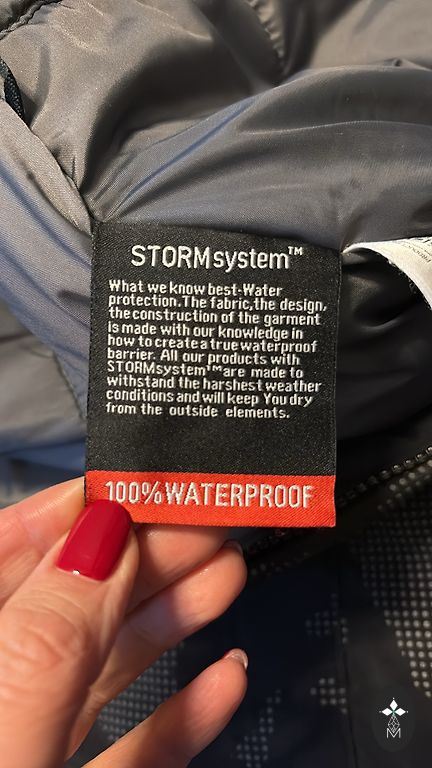 STORMsystem™
What we know best-Water
protection.The fabric,the design,
the construction of the garment
is made with our knowledge in
how to create a true waterproof
barrier. All our products with
STORMsystem™are made to
withstand the harshest weather
conditions and will keep You dry
from the outside elements.
100% WATERPROOF
M